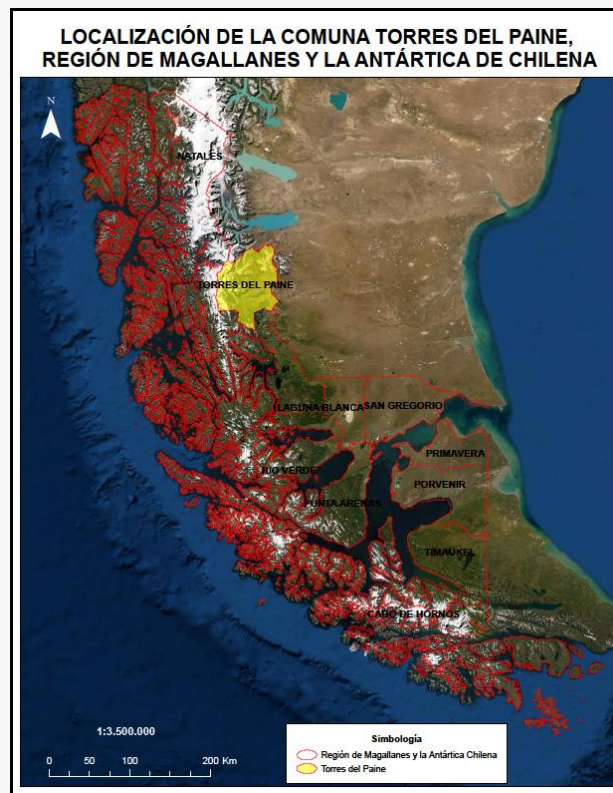 LOCALIZACIÓN DE LA COMUNA TORRES DEL PAINE,
REGIÓN DE MAGALLANES Y LA ANTÁRTICA DE CHILENA
N
NATALES
TORRES DEL PAINE
LAGUNA BLANCA
SAN GREGORIO
PRIMAVERA
RIO VERDE
PORVENIR
PUNTA ARENAS
TIMAUKEL
CABO DE HORNOS
1:3.500.000
0 50 100 200 Km
Simbología
Región de Magallanes y la Antártica Chilena
Torres del Paine